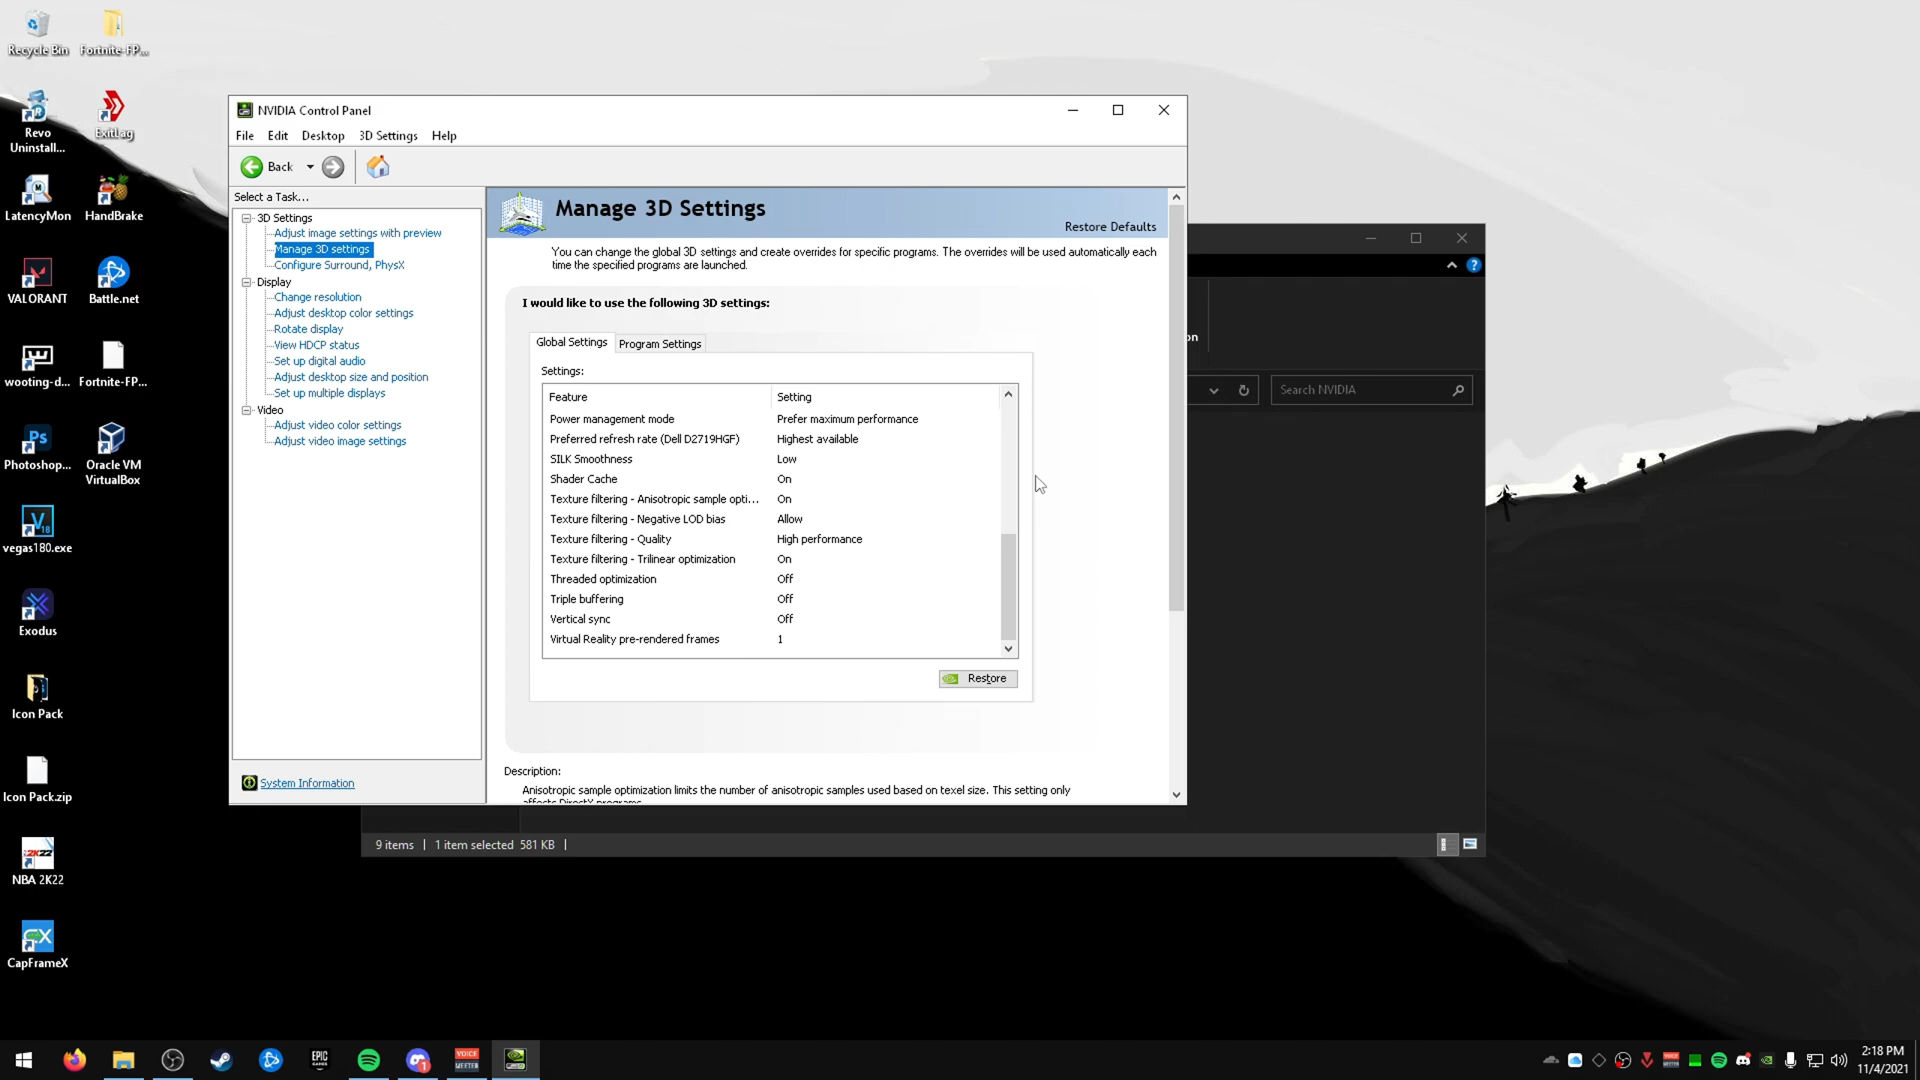 Recycle Bin
Fortnite-FP...
Revo
Uninstall...
ExitLag
LatencyMon
HandBrake
VALORANT
Battle.net
wooting-d...
Fortnite-FP...
Photoshop...
Oracle VM
VirtualBox
vegas180.exe
Exodus
Icon Pack
Icon Pack.zip
NBA 2K22
CapFrameX
NVIDIA Control Panel
File Edit Desktop 3D Settings Help
Back
Select a Task...
3D Settings
Adjust image settings with preview
Manage 3D settings
Configure Surround, PhysX
Display
Change resolution
Adjust desktop color settings
Rotate display
View HDCP status
Set up digital audio
Adjust desktop size and position
Set up multiple displays
Video
Adjust video color settings
Adjust video image settings
System Information
Manage 3D Settings
Restore Defaults
You can change the global 3D settings and create overrides for specific programs. The overrides will be used automatically each
time the specified programs are launched.
I would like to use the following 3D settings:
Global Settings Program Settings
Settings:
Feature Setting
Power management mode Prefer maximum performance
Preferred refresh rate (Dell D2719HGF) Highest available
SILK Smoothness Low
Shader Cache On
Texture filtering - Anisotropic sample opti... On
Texture filtering - Negative LOD bias Allow
Texture filtering - Quality High performance
Texture filtering - Trilinear optimization On
Threaded optimization Off
Triple buffering Off
Vertical sync Off
Virtual Reality pre-rendered frames 1
Restore
Description:
Anisotropic sample optimization limits the number of anisotropic samples used based on texel size. This setting only
affects DirectX programs.
on
Search NVIDIA
9 items | 1 item selected 581 KB |
EPIC
GAMES
VOICE
MEETER
2:18 PM
11/4/2021